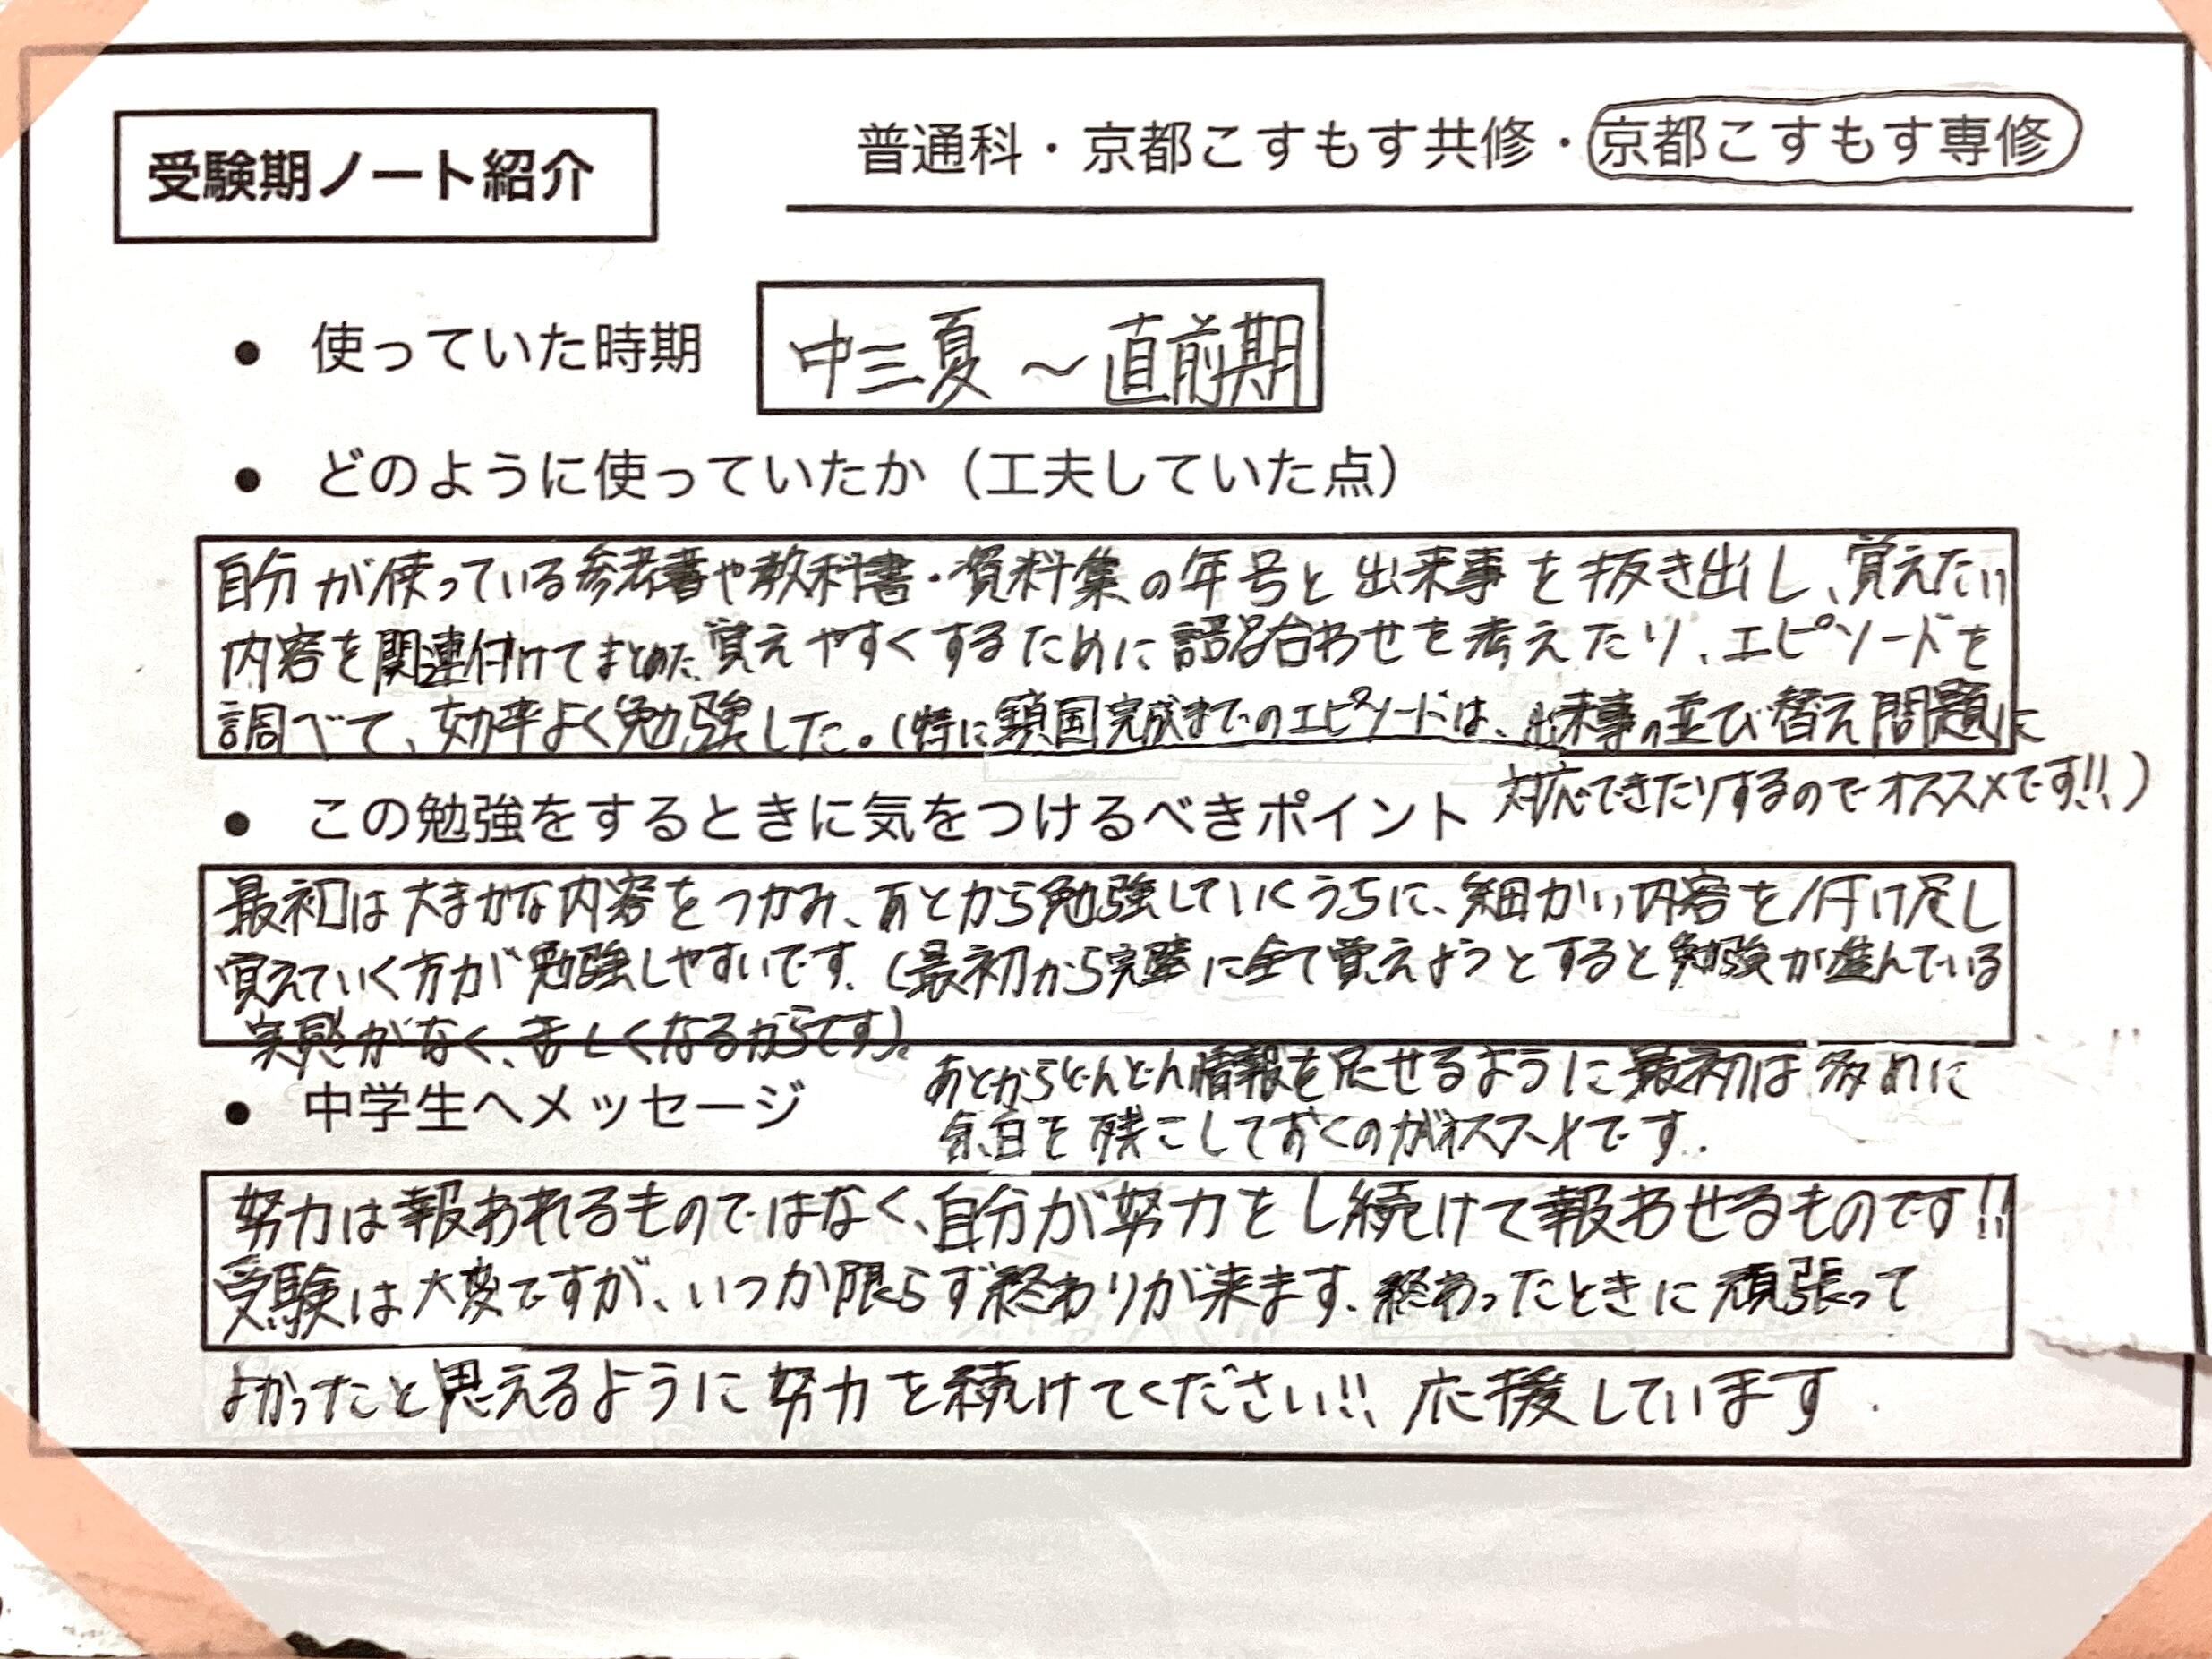 受験期ノート紹介
普通科・京都こすもす共修・京都こすもす専修
● 使っていた時期
中三夏～直前期
● どのように使っていたか（工夫していた点）
自分が使っている参考書や教科書・資料集の年号と出来事を抜き出し、覚えたい
内容を関連付けてまとめた。覚えやすくするために語呂合わせを考えたり、エピソードを
調べて、効率よく勉強した。(特に鎖国完成までのエピソードは、出来事の並び替え問題に
対応できたりするのでオススメです!!)
● この勉強をするときに気をつけるべきポイント
最初は大まかな内容をつかみ、あとから勉強していくうちに、細かい内容を付け足し
覚えていく方が勉強しやすいです。(最初から完璧に全て覚えようとすると勉強が進んでいる
実感がなく、苦しくなるからです)。
あとからどんどん情報を足せるように最初は多めに
余白を残こしておくのがオススメです.
● 中学生へメッセージ
努力は報われるものではなく、自分が努力をし続けて報わせるものです!!
受験は大変ですが、いつか限らず終わりが来ます。終わったときに頑張って
よかったと思えるように努力を続けてください!! 応援しています.